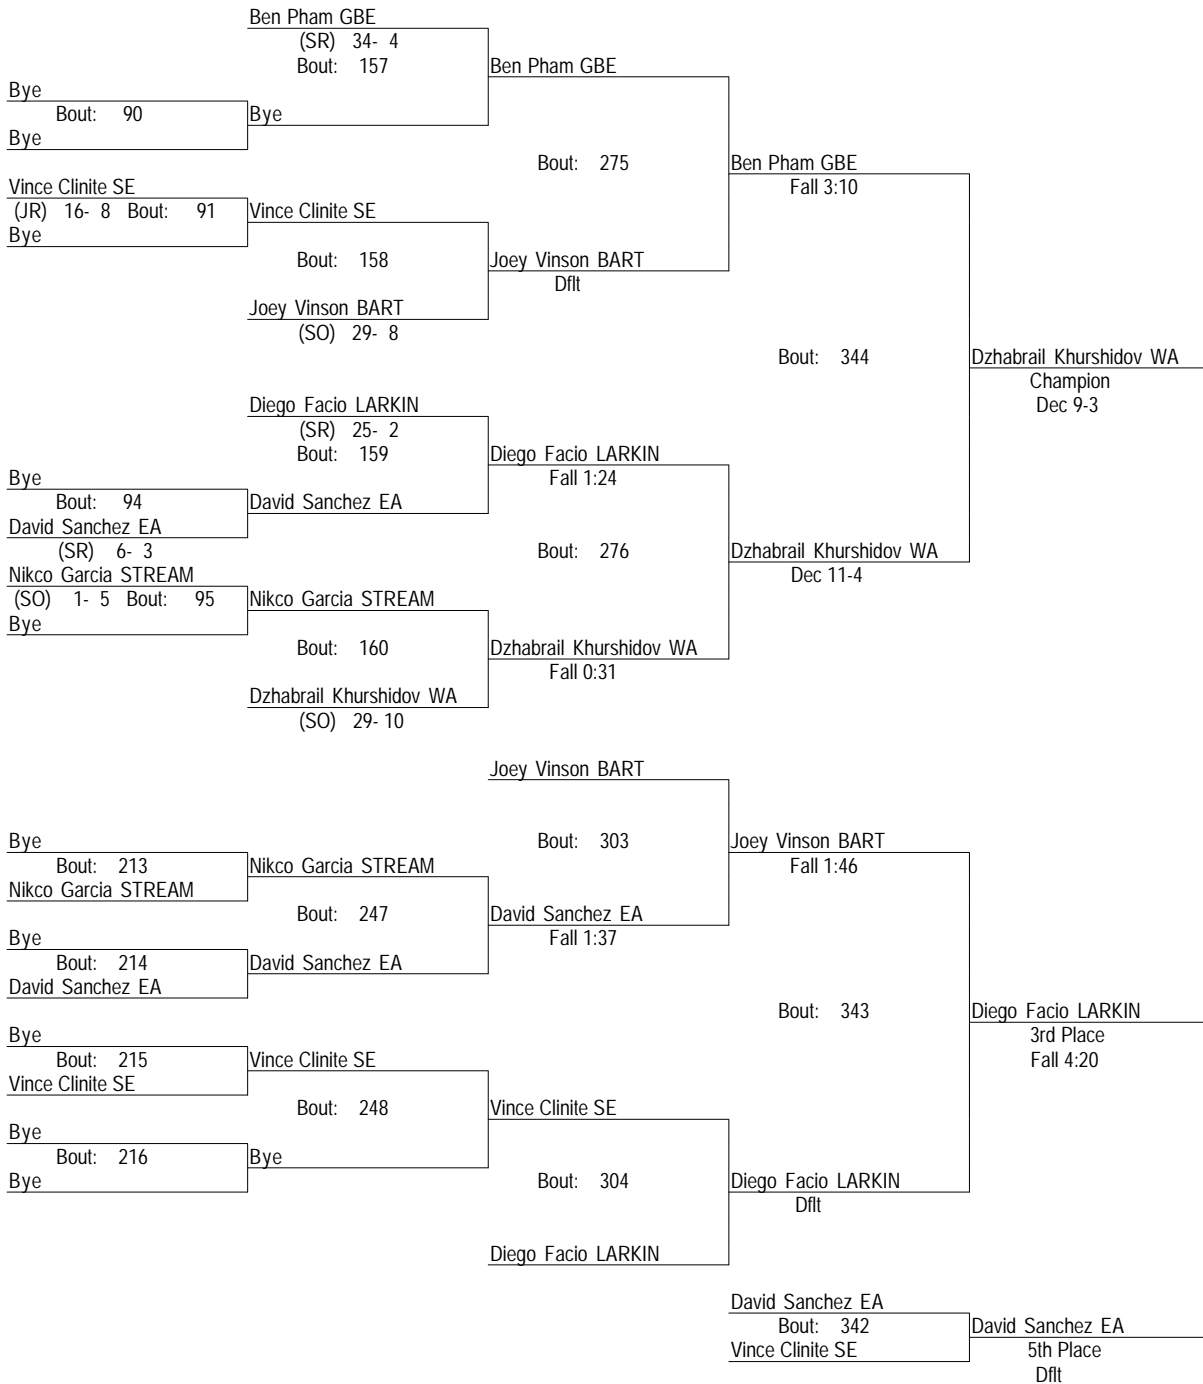 Ben Pham GBE
(SR) 34- 4
Bout: 157
Ben Pham GBE
Bye
Bout: 90
Bye
Bye
Bout: 275
Ben Pham GBE
Fall 3:10
Vince Clinite SE
(JR) 16- 8 Bout: 91
Vince Clinite SE
Bye
Bout: 158
Joey Vinson BART
Dflt
Joey Vinson BART
(SO) 29- 8
Bout: 344
Dzhabrail Khurshidov WA
Champion
Dec 9-3
Diego Facio LARKIN
(SR) 25- 2
Bout: 159
Diego Facio LARKIN
Fall 1:24
Bye
Bout: 94
David Sanchez EA
David Sanchez EA
(SR) 6- 3
Bout: 276
Dzhabrail Khurshidov WA
Dec 11-4
Nikco Garcia STREAM
(SO) 1- 5 Bout: 95
Nikco Garcia STREAM
Bye
Bout: 160
Dzhabrail Khurshidov WA
Fall 0:31
Dzhabrail Khurshidov WA
(SO) 29- 10
Joey Vinson BART
Bout: 303
Joey Vinson BART
Fall 1:46
Bye
Bout: 213
Nikco Garcia STREAM
Nikco Garcia STREAM
Bout: 247
David Sanchez EA
Fall 1:37
Bye
Bout: 214
David Sanchez EA
David Sanchez EA
Bout: 343
Diego Facio LARKIN
3rd Place
Fall 4:20
Bye
Bout: 215
Vince Clinite SE
Vince Clinite SE
Bout: 248
Vince Clinite SE
Bye
Bout: 216
Bye
Bye
Bout: 304
Diego Facio LARKIN
Dflt
Diego Facio LARKIN
David Sanchez EA
Bout: 342
David Sanchez EA
Vince Clinite SE
5th Place
Dflt